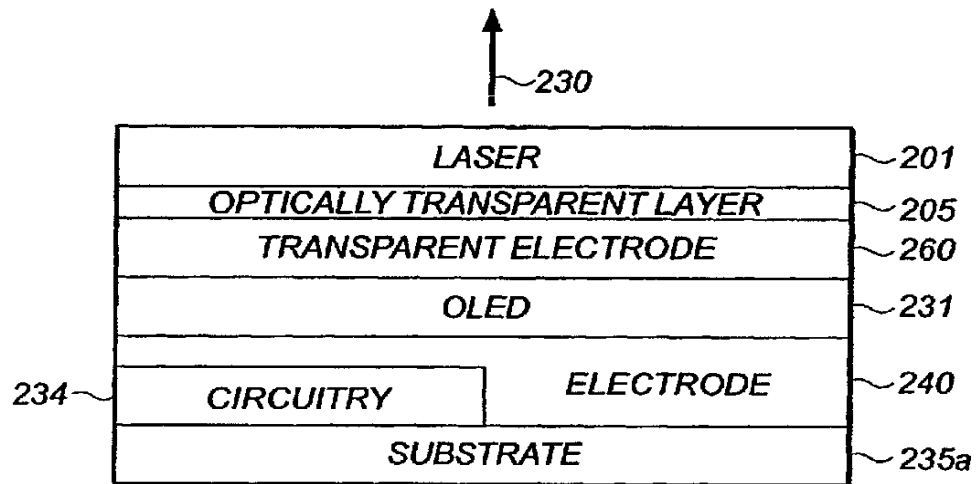 230
LASER 201
OPTICALLY TRANSPARENT LAYER 205
TRANSPARENT ELECTRODE 260
OLED 231
234 CIRCUITRY ELECTRODE 240
SUBSTRATE 235a